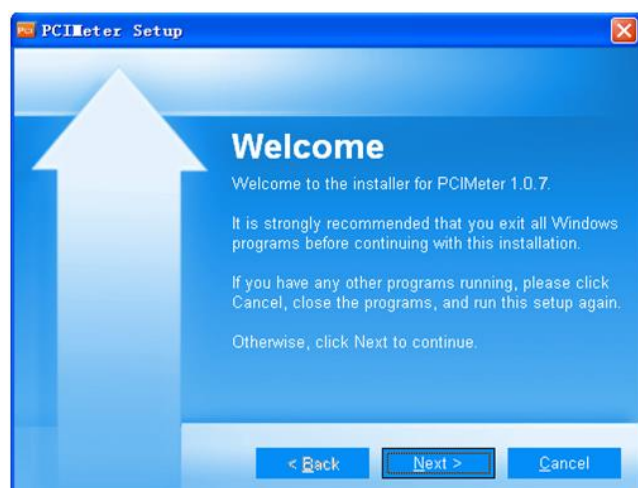 PCI PCIMeter Setup
Welcome
Welcome to the installer for PCIMeter 1.0.7.
It is strongly recommended that you exit all Windows
programs before continuing with this installation.
If you have any other programs running, please click
Cancel, close the programs, and run this setup again.
Otherwise, click Next to continue.
< Back Next > Cancel